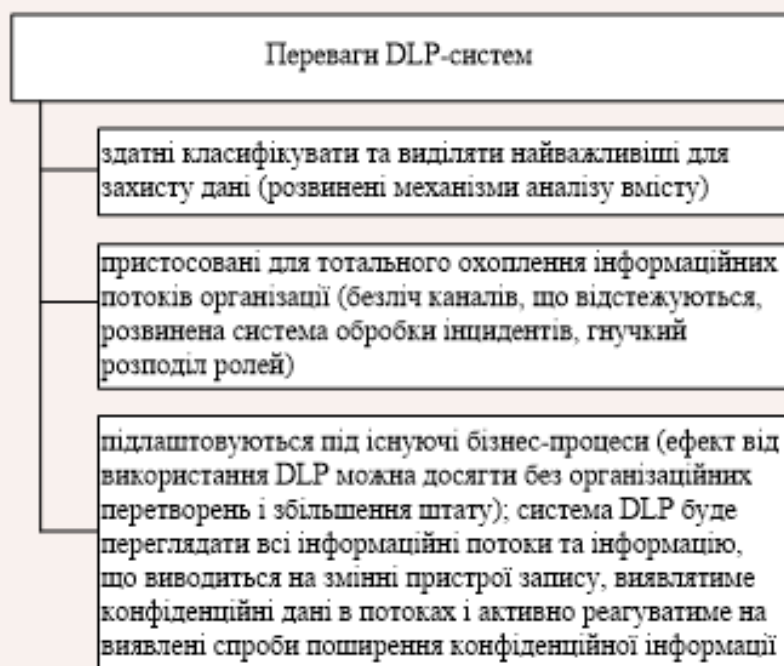 Переваги DLP-систем
здатні класифікувати та виділяти найважливіші для
захисту дані (розвинені механізми аналізу вмісту)
пристосовані для тотального охоплення інформаційних
потоків організації (безліч каналів, що відстежуються,
розвинена система обробки інцидентів, гнучкий
розподіл ролей)
підлаштовуються під існуючі бізнес-процеси (ефект від
використання DLP можна досягти без організаційних
перетворень і збільшення штату); система DLP буде
переглядати всі інформаційні потоки та інформацію,
що виводиться на змінні пристрої запису, виявлятиме
конфіденційні дані в потоках і активно реагуватиме на
виявлені спроби поширення конфіденційної інформації